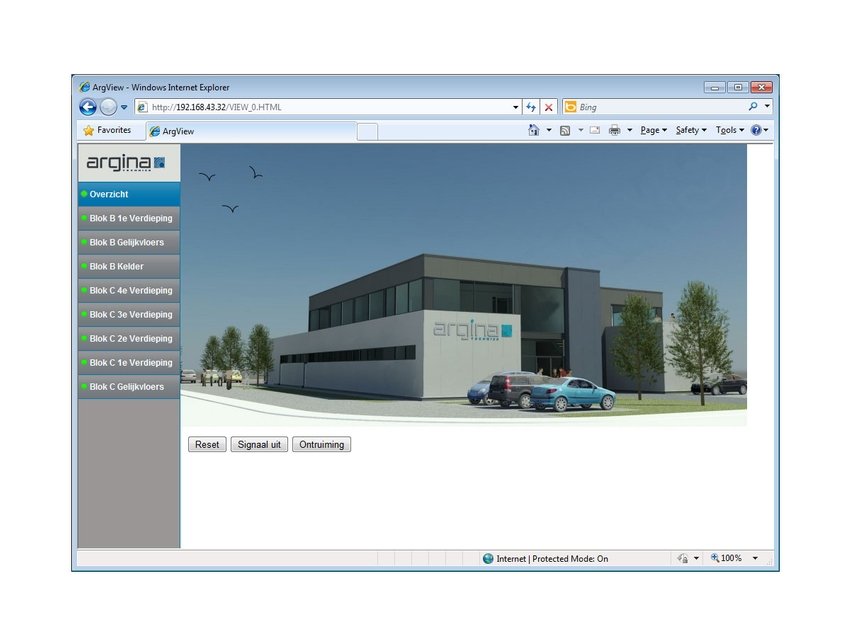 ArgView - Windows Internet Explorer
http://192.168.43.32/VIEW_0.HTML
Bing
Favorites
ArgView
Page
Safety
Tools
argina
TECHNIEK
Overzicht
Blok B 1e Verdieping
Blok B Gelijkvloers
Blok B Kelder
Blok C 4e Verdieping
Blok C 3e Verdieping
Blok C 2e Verdieping
Blok C 1e Verdieping
Blok C Gelijkvloers
argina
TECHNIEK
Reset
Signaal uit
Ontruiming
Internet | Protected Mode: On
100%